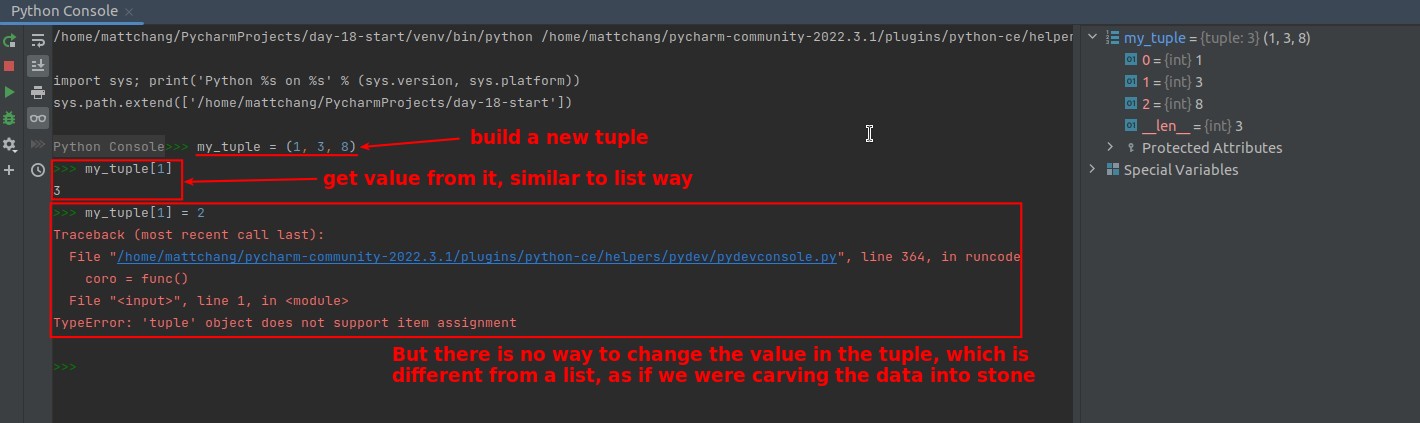 Python Console ×
/home/mattchang/PycharmProjects/day-18-start/venv/bin/python /home/mattchang/pycharm-community-2022.3.1/plugins/python-ce/helper
import sys; print('Python %s on %s' % (sys.version, sys.platform))
sys.path.extend(['/home/mattchang/PycharmProjects/day-18-start'])
Python Console>>> my_tuple = (1, 3, 8)
build a new tuple
>>> my_tuple[1]
3
get value from it, similar to list way
>>> my_tuple[1] = 2
Traceback (most recent call last):
File "/home/mattchang/pycharm-community-2022.3.1/plugins/python-ce/helpers/pydev/pydevconsole.py", line 364, in runcode
coro = func()
File "<input>", line 1, in <module>
TypeError: 'tuple' object does not support item assignment
But there is no way to change the value in the tuple, which is
different from a list, as if we were carving the data into stone
>>>
my_tuple = {tuple: 3} (1, 3, 8)
0 = {int} 1
1 = {int} 3
2 = {int} 8
__len__ = {int} 3
Protected Attributes
Special Variables